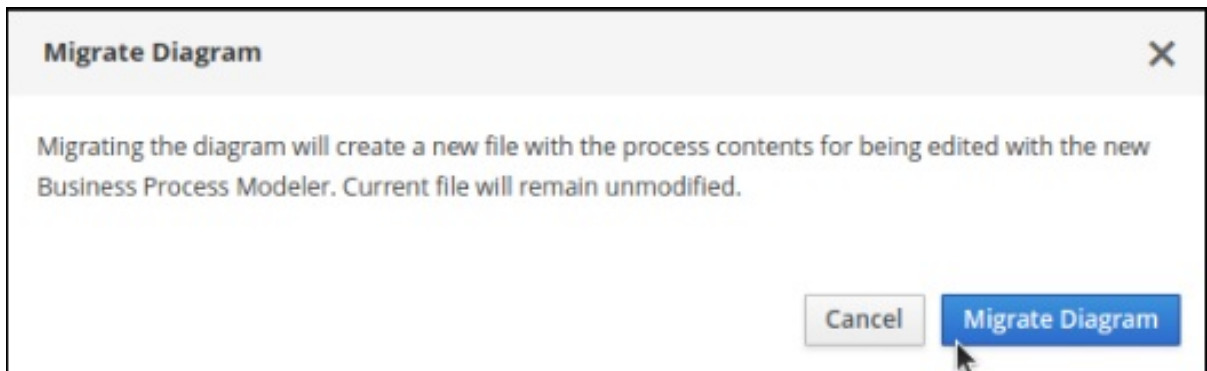 Migrate Diagram
Migrating the diagram will create a new file with the process contents for being edited with the new
Business Process Modeler. Current file will remain unmodified.
Cancel Migrate Diagram